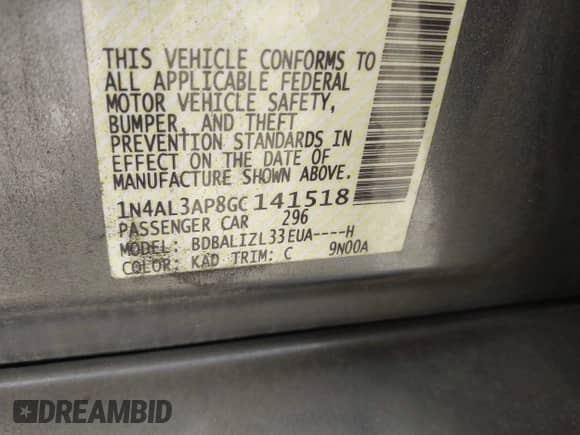 THIS VEHICLE CONFORMS TO
ALL APPLICABLE FEDERAL
MOTOR VEHICLE SAFETY,
BUMPER, AND THEFT
PREVENTION STANDARDS IN
EFFECT ON THE DATE OF
MANUFACTURE SHOWN ABOVE.
1N4AL3AP8GC141518
PASSENGER CAR 296
MODEL: BDBALIZL33EUA----H
COLOR: KAD TRIM: C 9N00A
DREAMBID